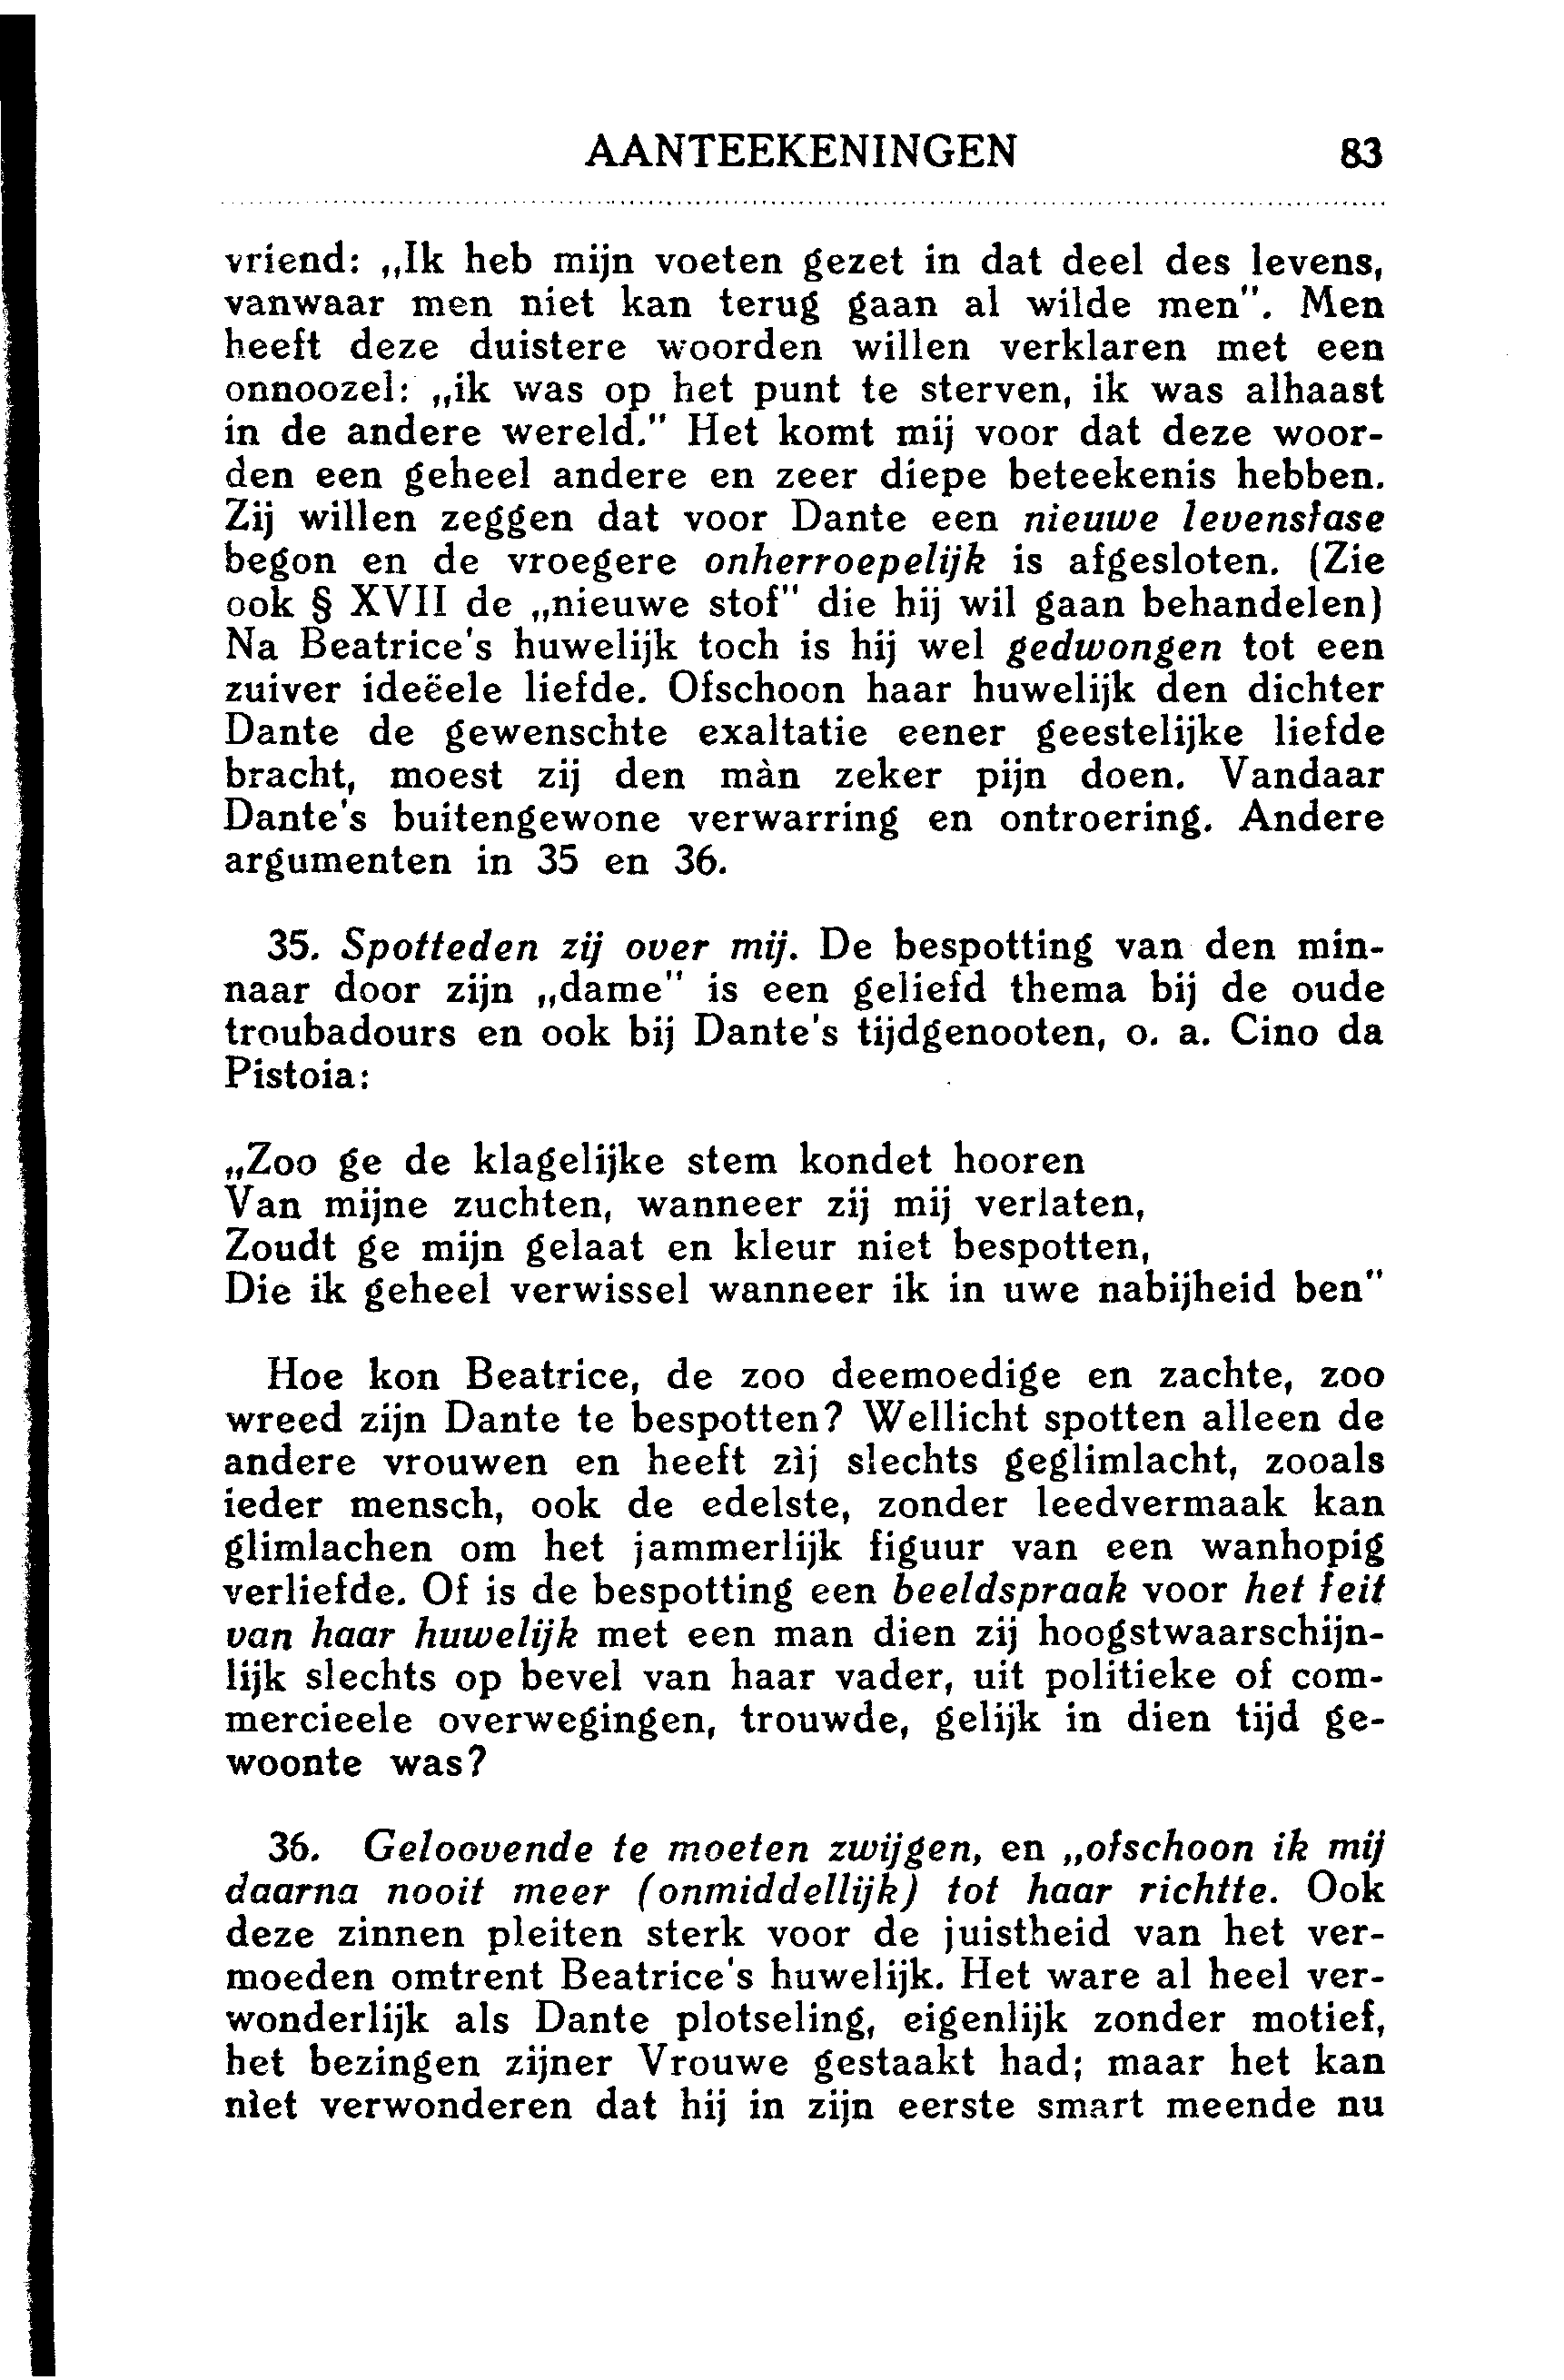 AANTEEKENINGEN 83
vriend: „Ik heb mijn voeten gezet in dat deel des levens,
vanwaar men niet kan terug gaan al wilde men". Men
heeft deze duistere woorden willen verklaren met een
onnoozel: „ik was op het punt te sterven, ik was alhaast
in de andere wereld." Het komt mij voor dat deze woor-
den een geheel andere en zeer diepe beteekenis hebben.
Zij willen zeggen dat voor Dante een nieuwe levensfase
begon en de vroegere onherroepelijk is afgesloten. (Zie
ook § XVII de „nieuwe stof" die hij wil gaan behandelen)
Na Beatrice's huwelijk toch is hij wel gedwongen tot een
zuiver ideëele liefde. Ofschoon haar huwelijk den dichter
Dante de gewenschte exaltatie eener geestelijke liefde
bracht, moest zij den màn zeker pijn doen. Vandaar
Dante's buitengewone verwarring en ontroering. Andere
argumenten in 35 en 36.
35. Spotteden zij over mij. De bespotting van den min-
naar door zijn „dame" is een geliefd thema bij de oude
troubadours en ook bij Dante's tijdgenooten, o. a. Cino da
Pistoia:
„Zoo ge de klagelijke stem kondet hooren
Van mijne zuchten, wanneer zij mij verlaten,
Zoudt ge mijn gelaat en kleur niet bespotten,
Die ik geheel verwissel wanneer ik in uwe nabijheid ben"
Hoe kon Beatrice, de zoo deemoedige en zachte, zoo
wreed zijn Dante te bespotten? Wellicht spotten alleen de
andere vrouwen en heeft zìj slechts geglimlacht, zooals
ieder mensch, ook de edelste, zonder leedvermaak kan
glimlachen om het jammerlijk figuur van een wanhopig
verliefde. Of is de bespotting een beeldspraak voor het feit
van haar huwelijk met een man dien zij hoogstwaarschijn-
lijk slechts op bevel van haar vader, uit politieke of com-
mercieele overwegingen, trouwde, gelijk in dien tijd ge-
woonte was?
36. Geloovende te moeten zwijgen, en „ofschoon ik mij
daarna nooit meer (onmiddellijk) tot haar richtte. Ook
deze zinnen pleiten sterk voor de juistheid van het ver-
moeden omtrent Beatrice's huwelijk. Het ware al heel ver-
wonderlijk als Dante plotseling, eigenlijk zonder motief,
het bezingen zijner Vrouwe gestaakt had; maar het kan
niet verwonderen dat hij in zijn eerste smart meende nu